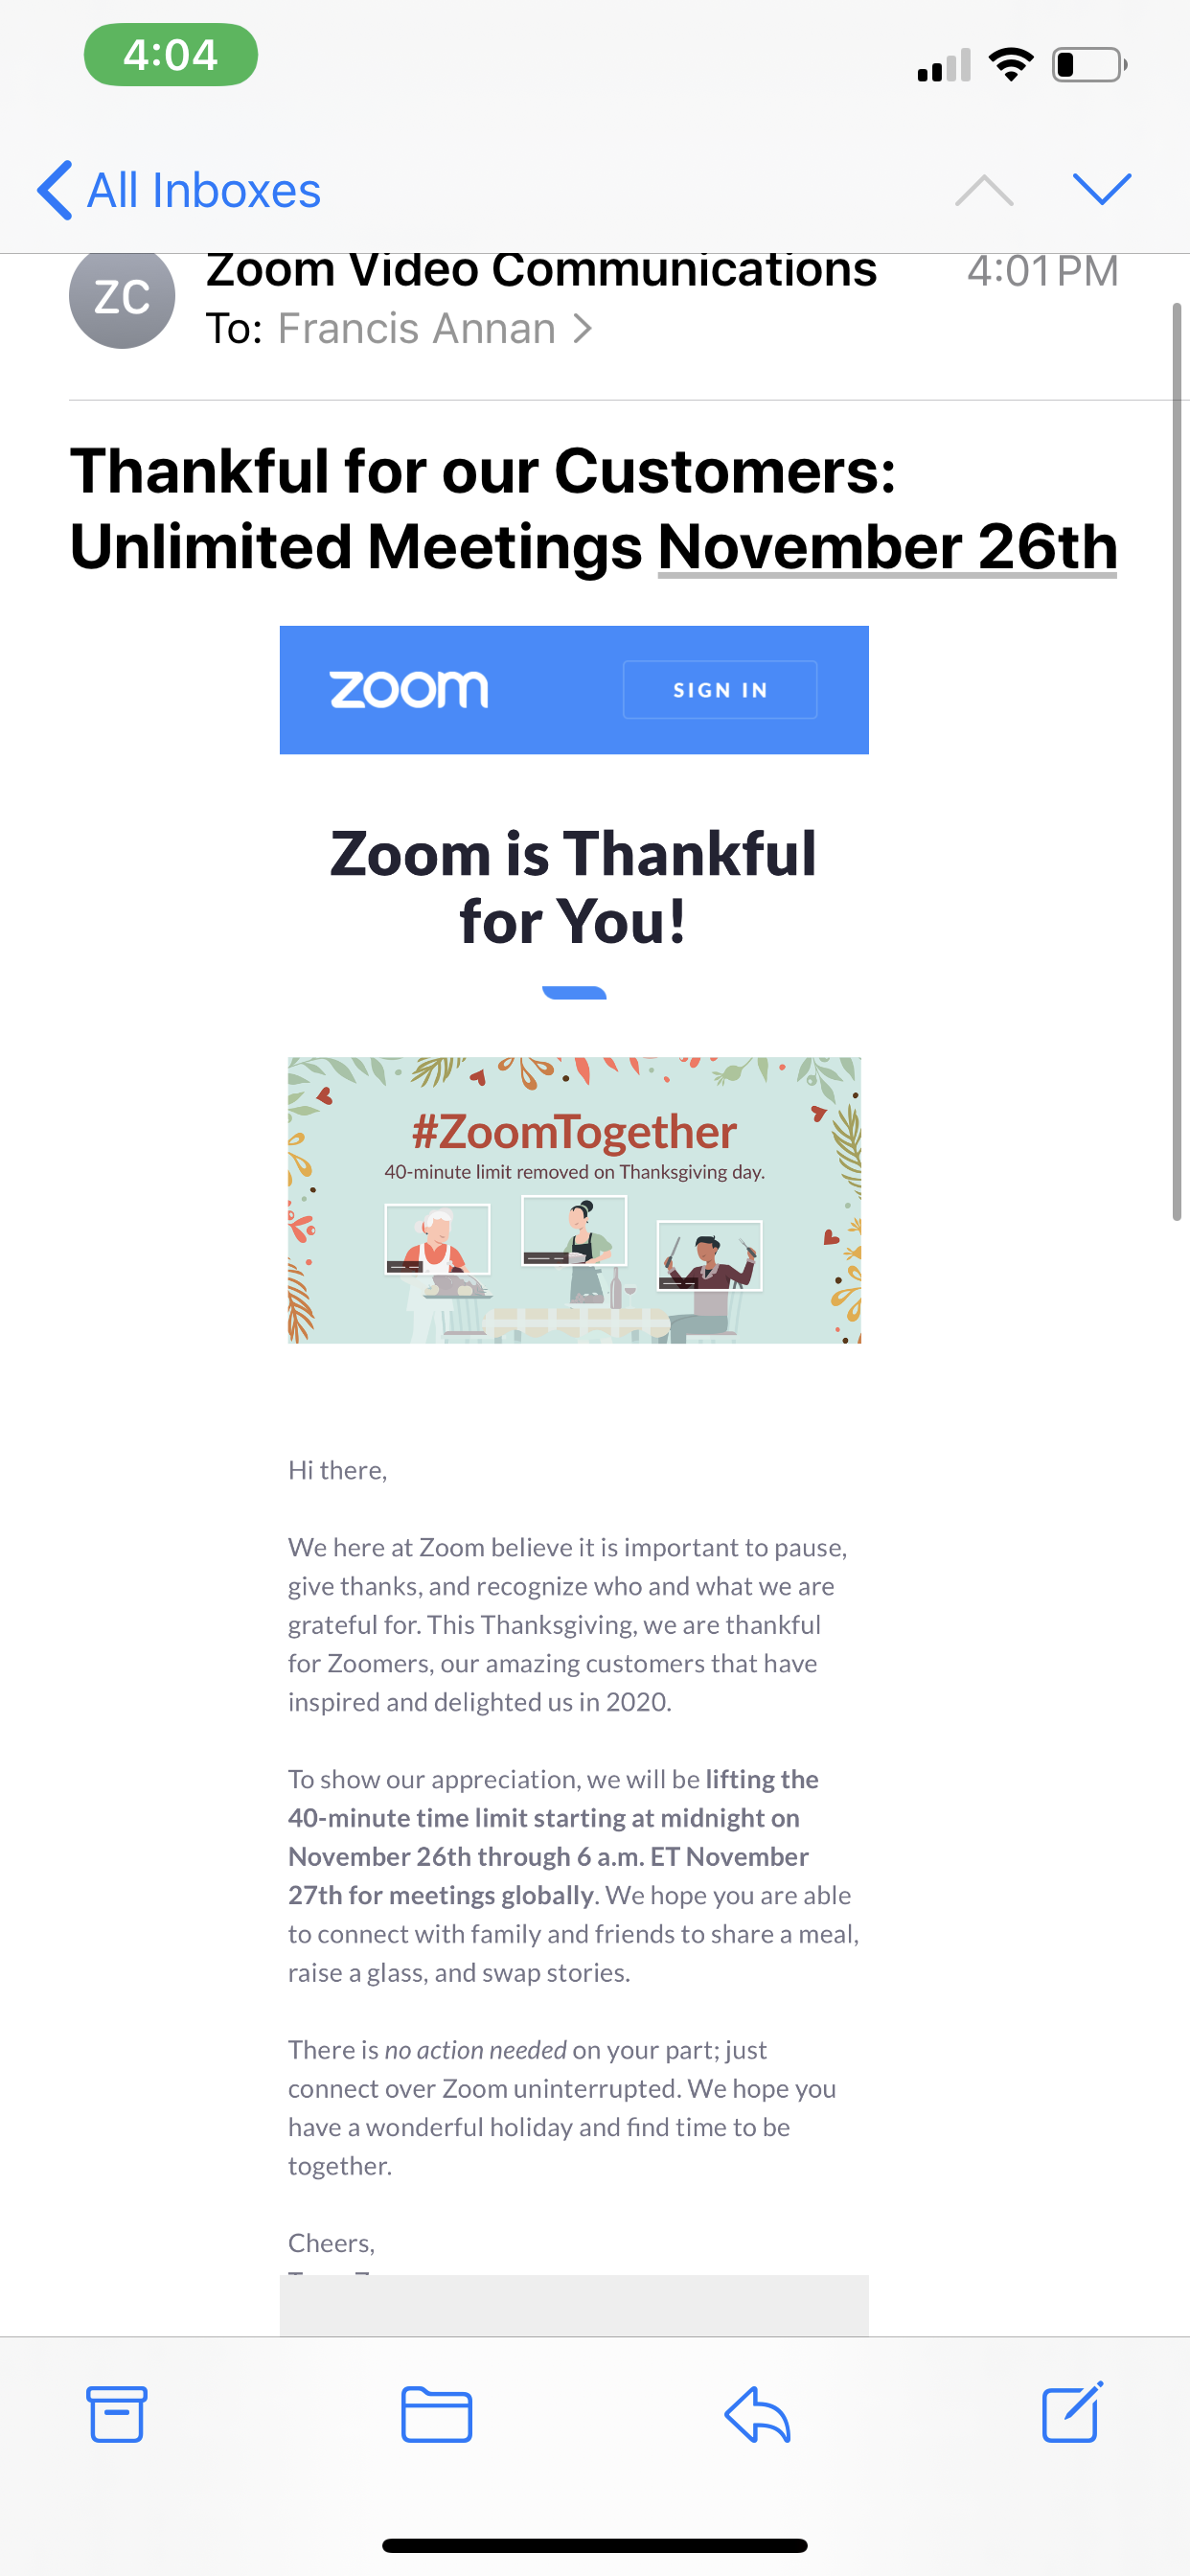 4:04
All Inboxes
ZC
Zoom Video Communications
4:01 PM
To: Francis Annan >
Thankful for our Customers:
Unlimited Meetings November 26th
zoom
SIGN IN
Zoom is Thankful
for You!
#ZoomTogether
40-minute limit removed on Thanksgiving day.
Hi there,
We here at Zoom believe it is important to pause,
give thanks, and recognize who and what we are
grateful for. This Thanksgiving, we are thankful
for Zoomers, our amazing customers that have
inspired and delighted us in 2020.
To show our appreciation, we will be lifting the
40-minute time limit starting at midnight on
November 26th through 6 a.m. ET November
27th for meetings globally. We hope you are able
to connect with family and friends to share a meal,
raise a glass, and swap stories.
There is no action needed on your part; just
connect over Zoom uninterrupted. We hope you
have a wonderful holiday and find time to be
together.
Cheers,